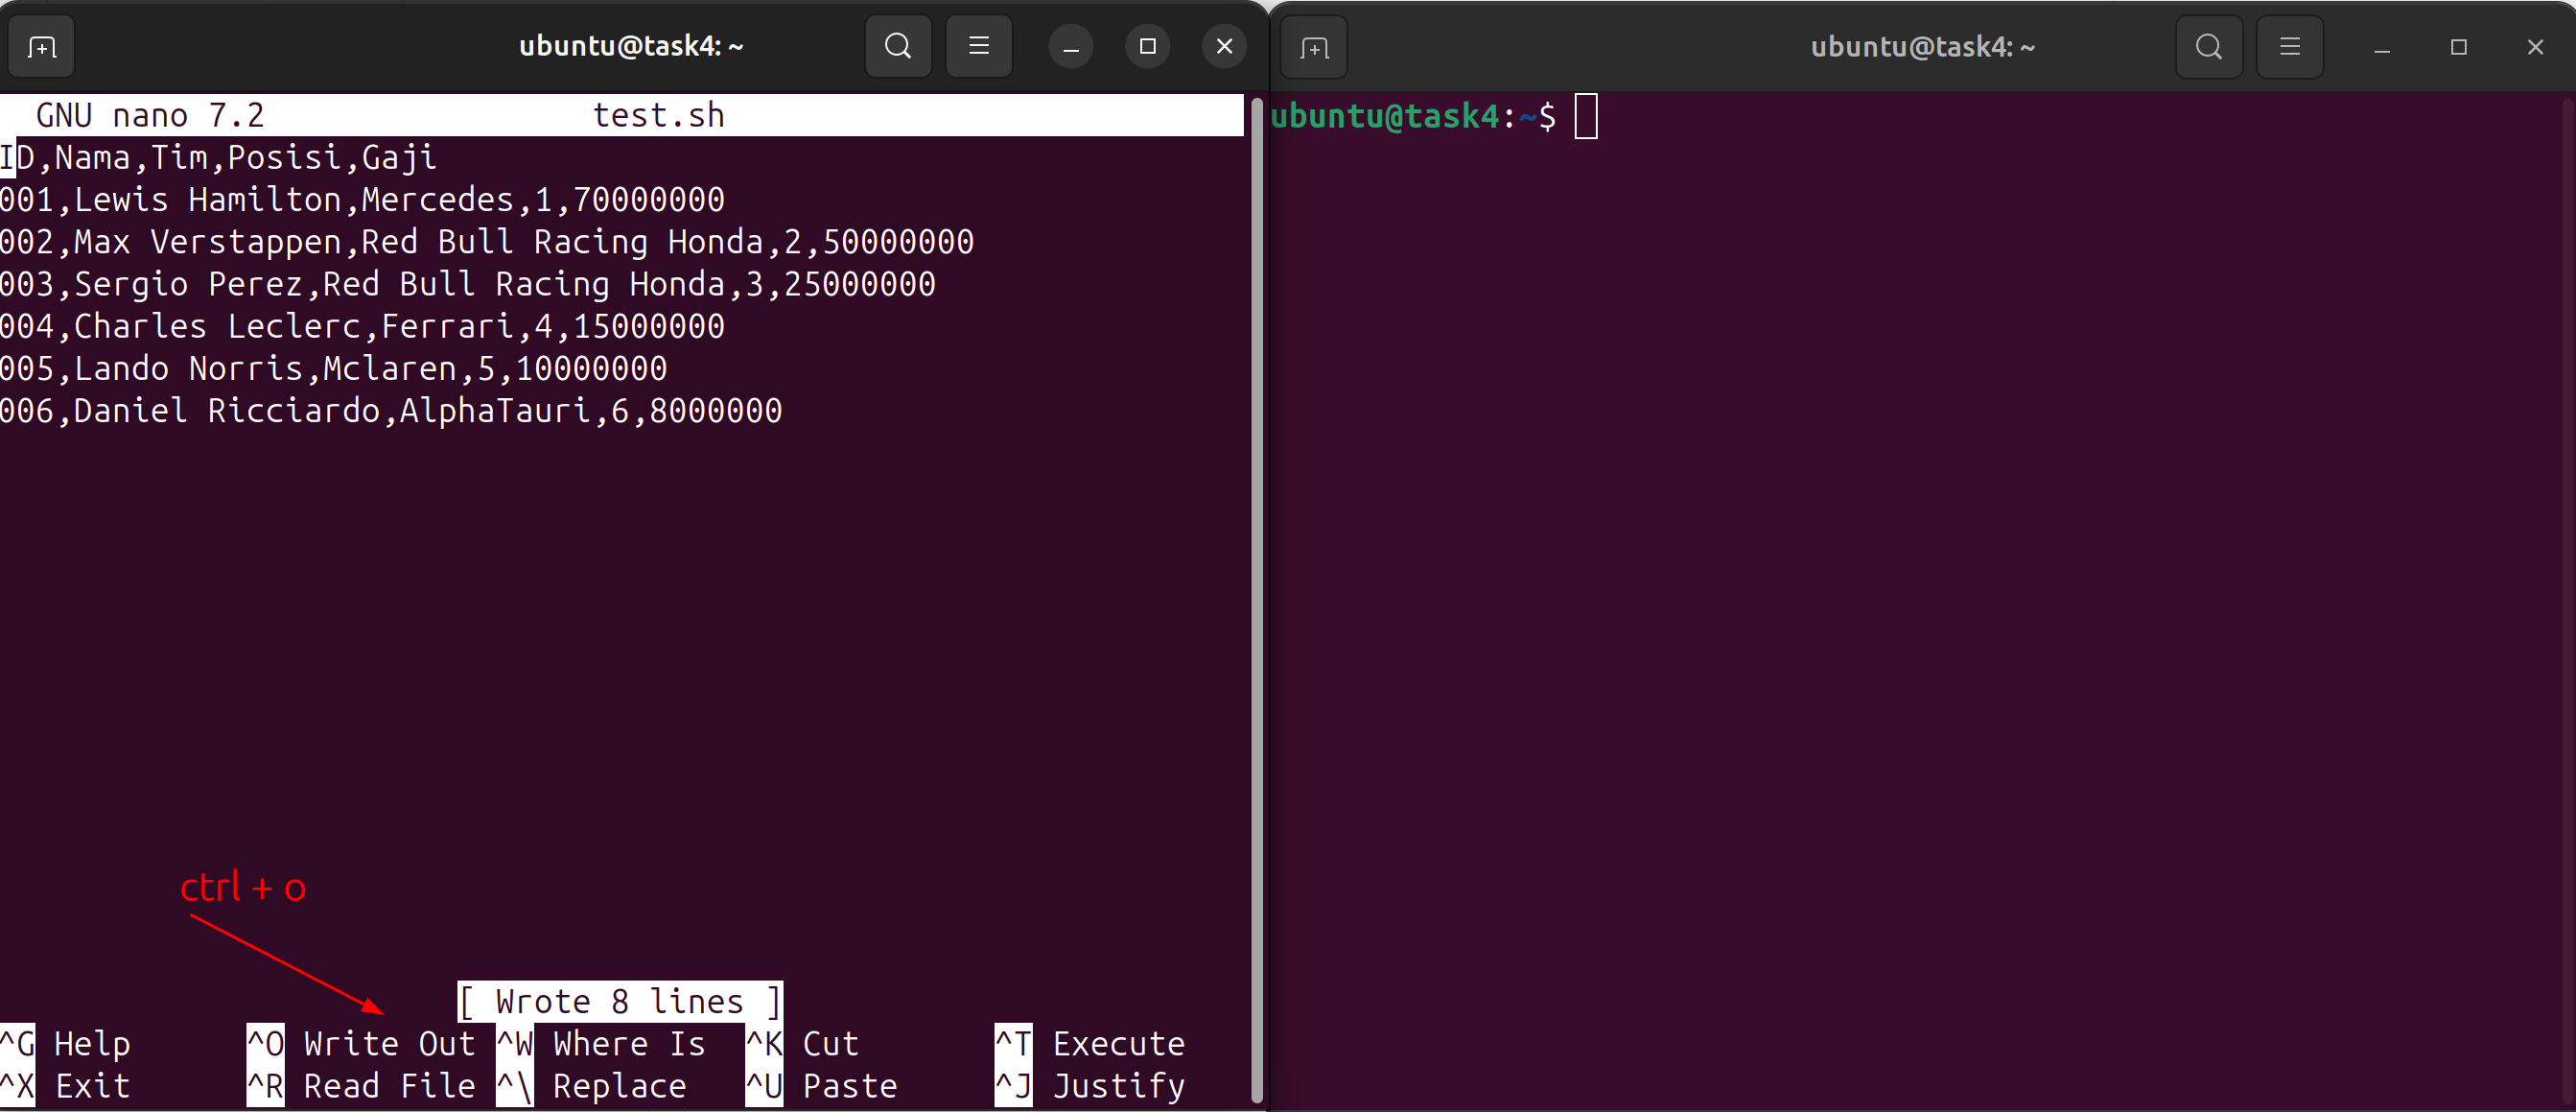 ubuntu@task4: ~
GNU nano 7.2 test.sh
ID,Nama,Tim,Posisi,Gaji
001,Lewis Hamilton,Mercedes,1,70000000
002,Max Verstappen,Red Bull Racing Honda,2,50000000
003,Sergio Perez,Red Bull Racing Honda,3,25000000
004,Charles Leclerc,Ferrari,4,15000000
005,Lando Norris,Mclaren,5,10000000
006,Daniel Ricciardo,AlphaTauri,6,8000000
ctrl + o
[ Wrote 8 lines ]
^G Help ^O Write Out ^W Where Is ^K Cut ^T Execute
^X Exit ^R Read File ^\ Replace ^U Paste ^J Justify
ubuntu@task4: ~
ubuntu@task4:~$